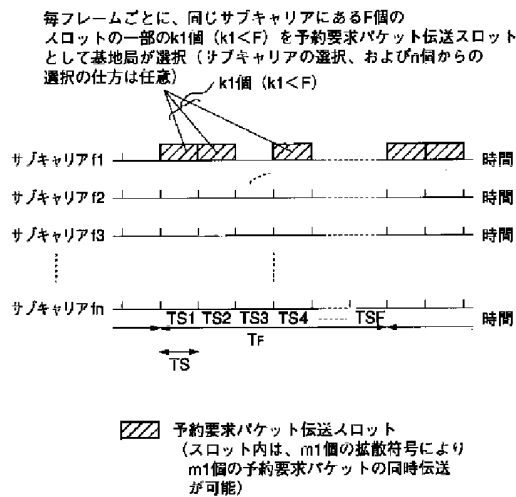 毎フレームごとに、同じサブキャリアにあるF個の
スロットの一部のk1個（k1<F）を予約要求パケット伝送スロット
として基地局が選択（サブキャリアの選択、およびn個からの
選択の仕方は任意）
k1個（k1<F）
サブキャリアf1
時間
サブキャリアf2
時間
サブキャリアf3
時間
サブキャリアfn
TS1 TS2 TS3 TS4 TSF
時間
TF
TS
予約要求パケット伝送スロット
（スロット内は、m1個の拡散符号により
m1個の予約要求パケットの同時伝送
が可能）